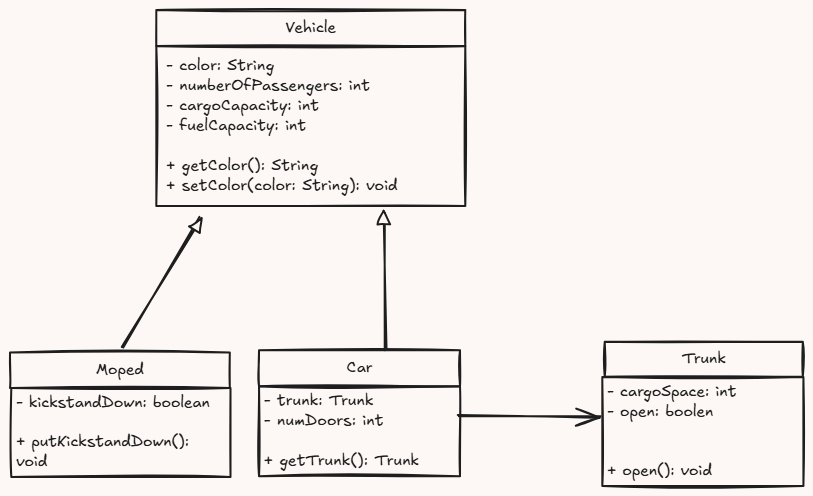 Vehicle
- color: String
- numberOfPassengers: int
- cargoCapacity: int
- fuelCapacity: int
+ getColor(): String
+ setColor(color: String): void
Moped
- kickstandDown: boolean
+ putKickstandDown():
void
Car
- trunk: Trunk
- numDoors: int
+ getTrunk(): Trunk
Trunk
- cargoSpace: int
- open: boolen
+ open(): void